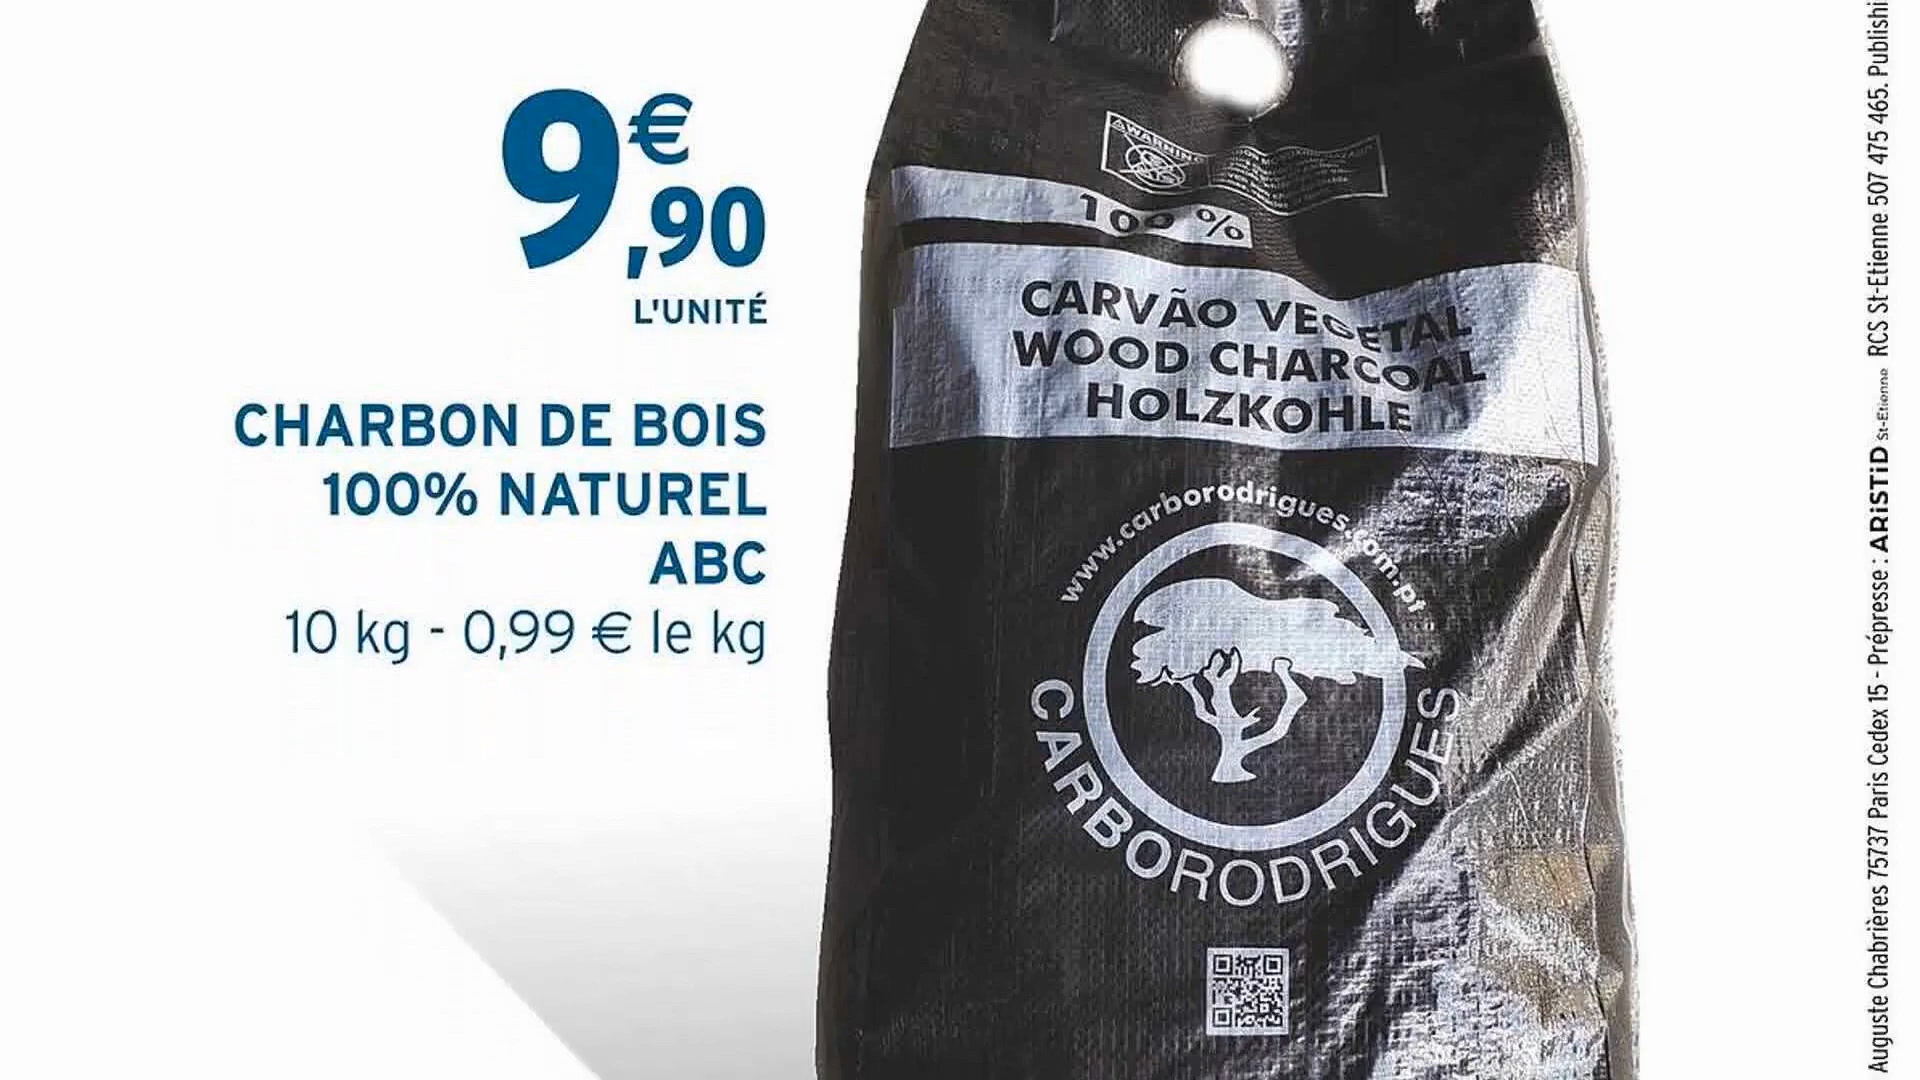 9€,90
L'UNITÉ
CHARBON DE BOIS
100% NATUREL
ABC
10 kg - 0,99 € le kg
WARNING
100 %
CARVÃO VEGETAL
WOOD CHARCOAL
HOLZKOHLE
www.carborodrigues.com.pt
CARBORODRIGUES
Auguste Chabrières 75737 Paris Cedex 15 - Prépresse : ARiSTiD St-Etienne RCS St-Etienne 507 475 465. Publishi